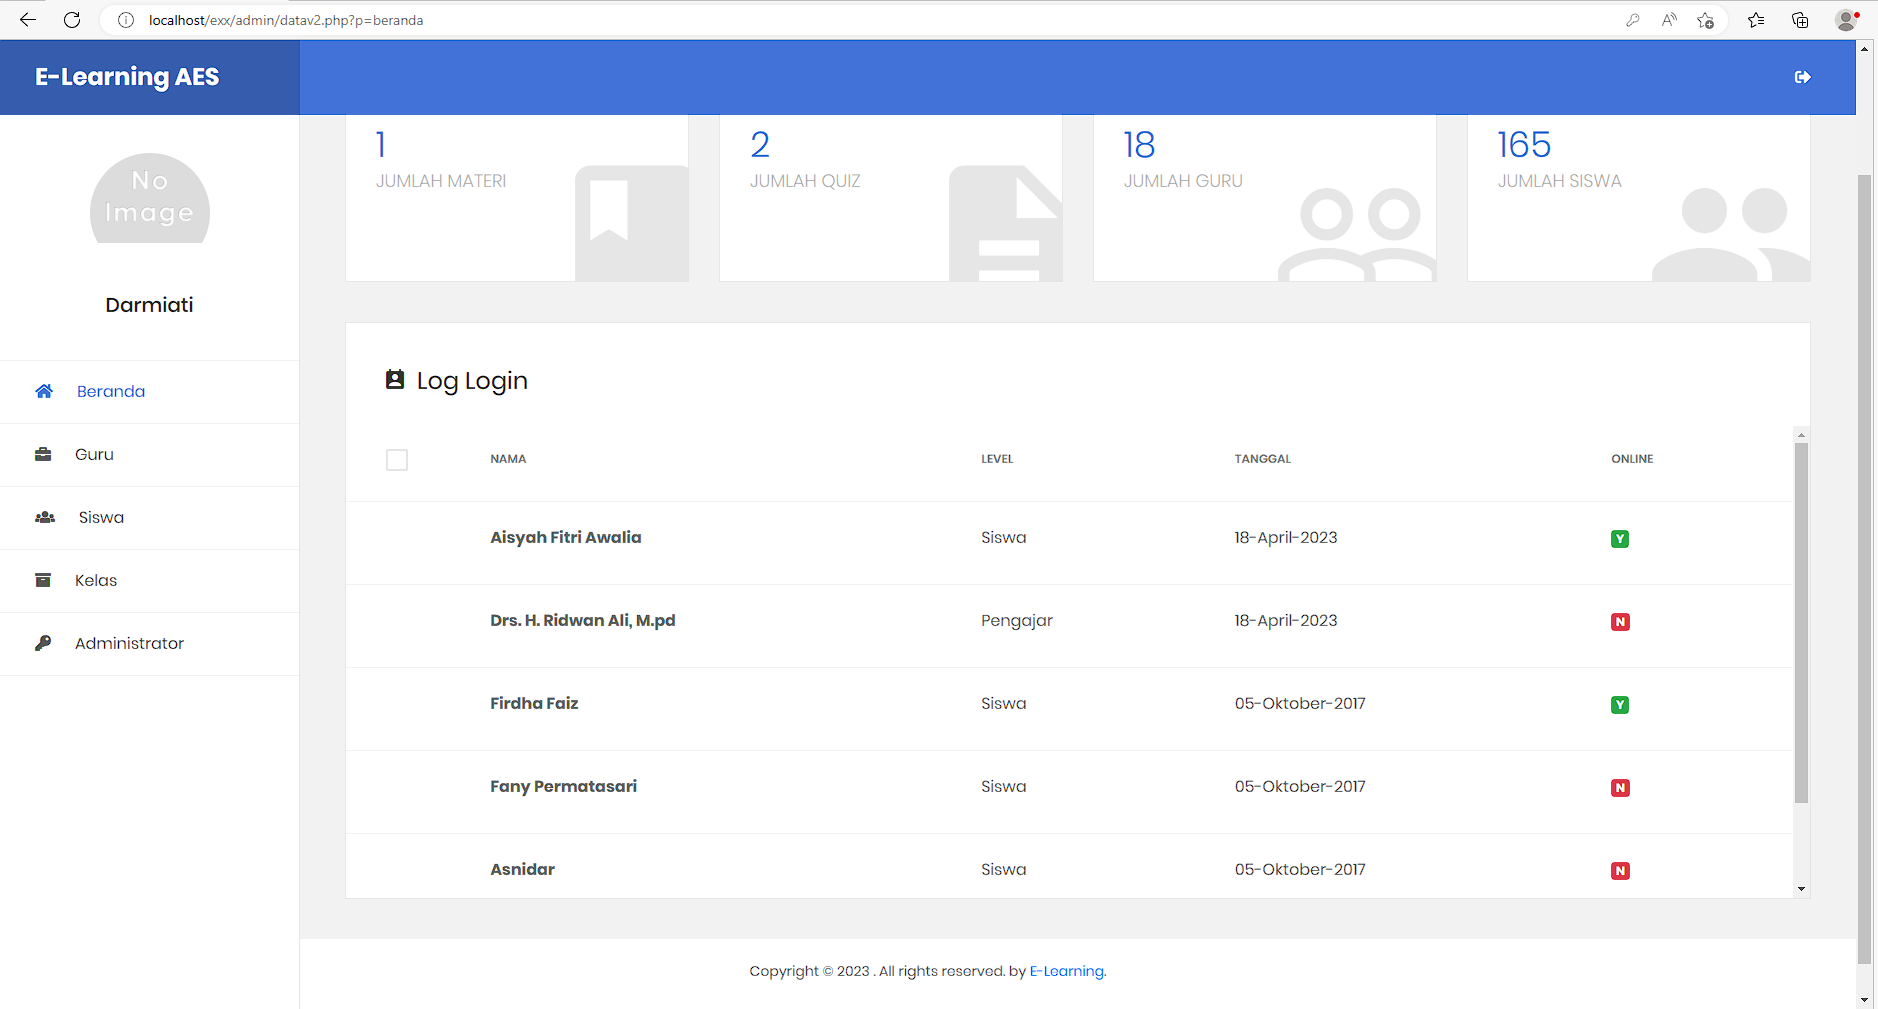 localhost/exx/admin/datav2.php?p=beranda
E-Learning AES
No
Image
Darmiati
Beranda
Guru
Siswa
Kelas
Administrator
1
JUMLAH MATERI
2
JUMLAH QUIZ
18
JUMLAH GURU
165
JUMLAH SISWA
Log Login
NAMA LEVEL TANGGAL ONLINE
Aisyah Fitri Awalia Siswa 18-April-2023 Y
Drs. H. Ridwan Ali, M.pd Pengajar 18-April-2023 N
Firdha Faiz Siswa 05-Oktober-2017 Y
Fany Permatasari Siswa 05-Oktober-2017 N
Asnidar Siswa 05-Oktober-2017 N
Copyright © 2023 . All rights reserved. by E-Learning.